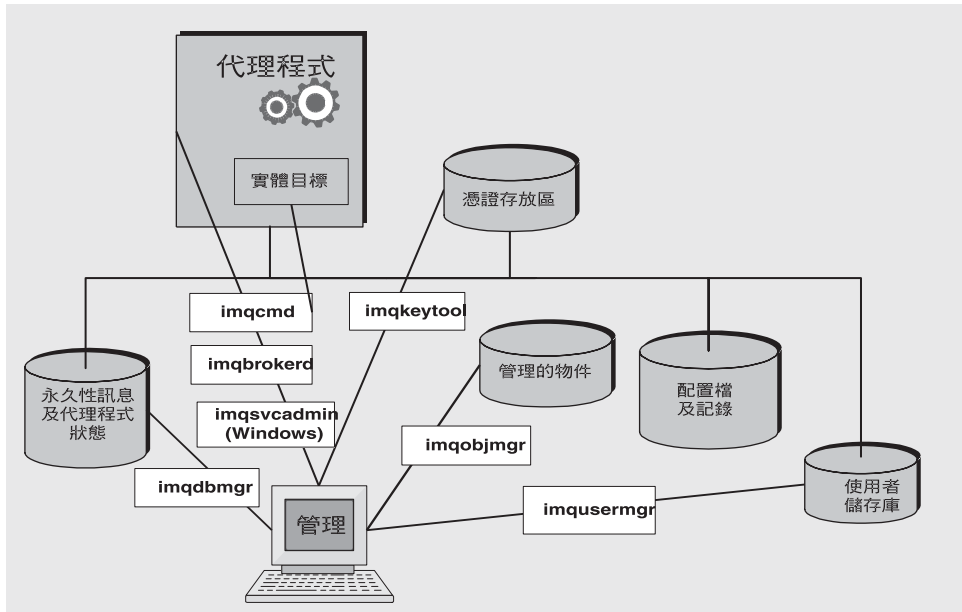 代理程式
實體目標
憑證存放區
imqcmd
imqkeytool
imqbrokerd
管理的物件
永久性訊息
及代理程式
狀態
配置檔
及記錄
imqsvcadmin
(Windows)
imqobjmgr
imqdbmgr
使用者
儲存庫
imqusermgr
管理